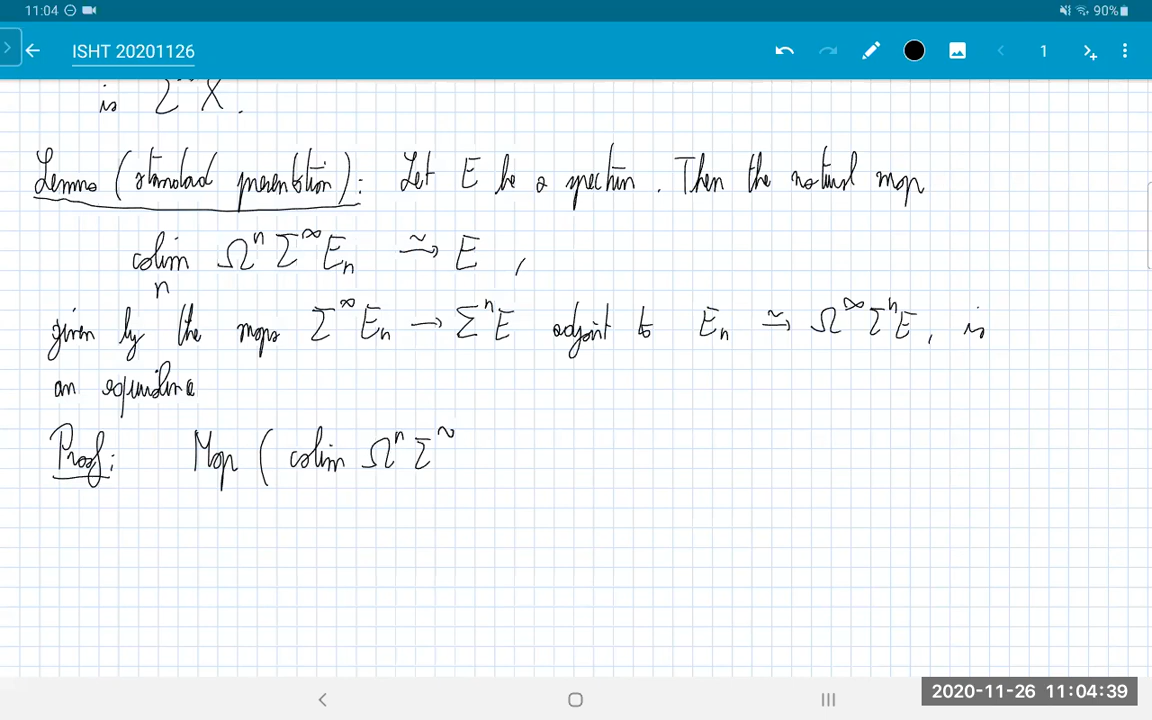 11:04 90%
ISHT 20201126 1
is Σ^∞ X.
Lemma (standard presentation): Let E be a spectrum. Then the natural map
colim_n Ω^n Σ^∞ E_n ⥲ E,
given by the maps Σ^∞ E_n → Σ^n E adjoint to E_n ⥲ Ω^∞ Σ^n E, is
an equivalence
Proof: Map ( colim Ω^n Σ^~
2020-11-26 11:04:39